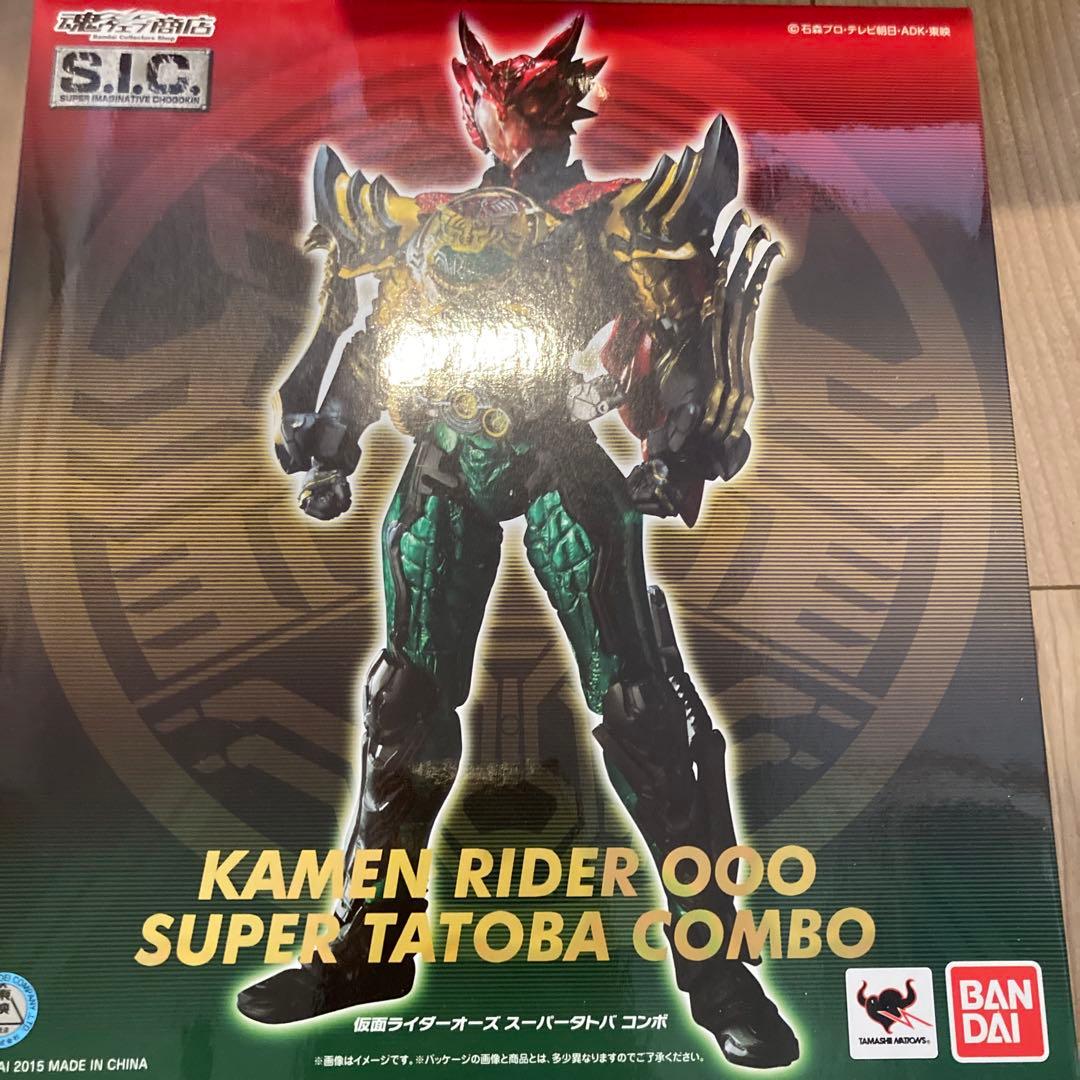 魂ウェブ商店
Bandai Collectors Shop
©石森プロ・テレビ朝日・ADK・東映
S.I.C.
SUPER IMAGINATIVE CHOGOKIN
KAMEN RIDER OOO
SUPER TATOBA COMBO
仮面ライダーオーズ スーパータトバ コンボ
※画像はイメージです。※パッケージの画像と商品とは、多少異なりますのでご了承ください。
AI 2015 MADE IN CHINA
TAMASHII NATIONS
BAN
DAI